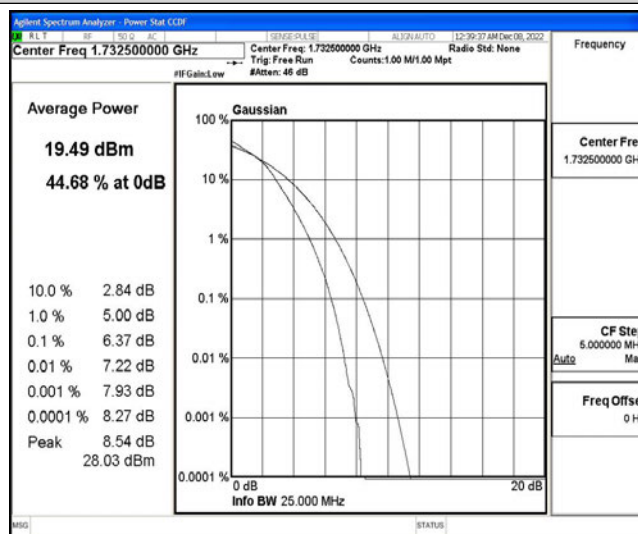 Agilent Spectrum Analyzer - Power Stat CCDF
RLT RF 50 Ω AC SENSE:PULSE ALIGN AUTO 12:39:37 AM Dec 08, 2022
Center Freq 1.732500000 GHz
Center Freq: 1.732500000 GHz Radio Std: None
Trig: Free Run Counts:1.00 M/1.00 Mpt
#IFGain:Low #Atten: 46 dB
Frequency
Average Power
19.49 dBm
44.68 % at 0dB
10.0 % 2.84 dB
1.0 % 5.00 dB
0.1 % 6.37 dB
0.01 % 7.22 dB
0.001 % 7.93 dB
0.0001 % 8.27 dB
Peak 8.54 dB
28.03 dBm
Gaussian
100 %
10 %
1 %
0.1 %
0.01 %
0.001 %
0.0001 %
0 dB 20 dB
Info BW 25.000 MHz
Center Fre
1.732500000 GH
CF Ste
5.000000 MH
Auto Ma
Freq Offse
0 H
MSG STATUS